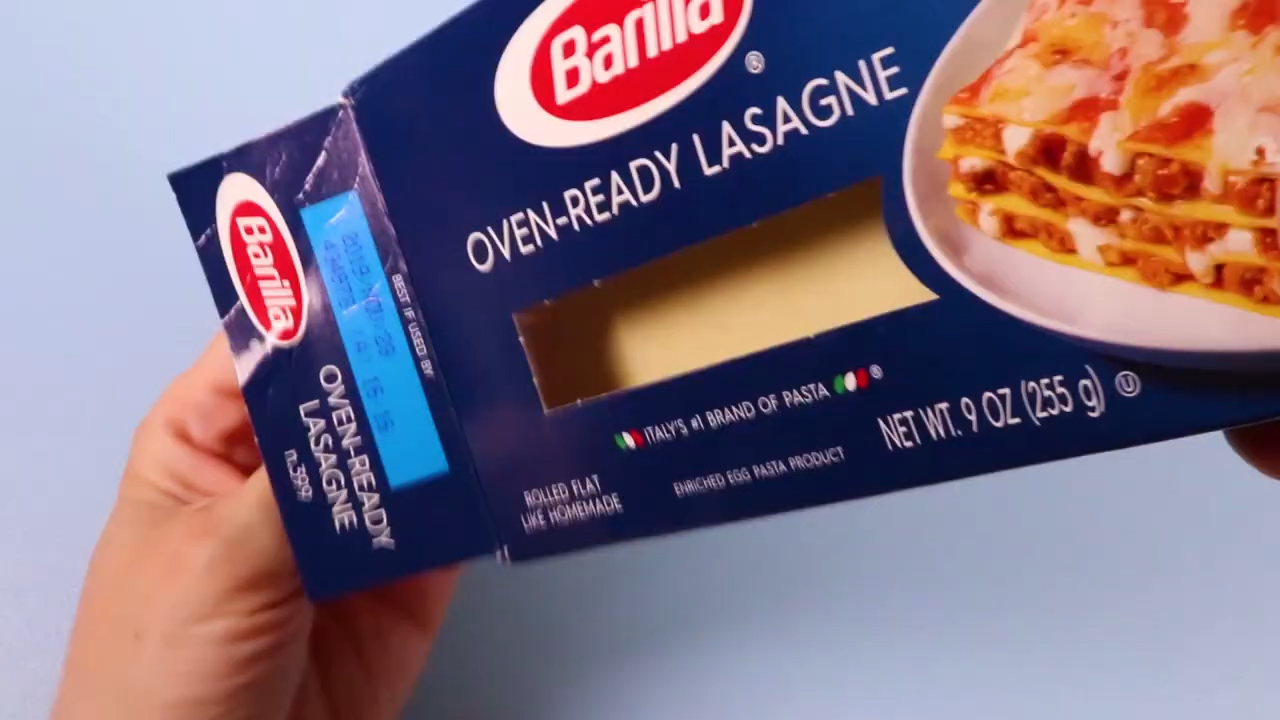 Barilla
®
OVEN-READY LASAGNE
ITALY'S #1 BRAND OF PASTA ®
NET WT. 9 OZ (255 g) U
ROLLED FLAT
LIKE HOMEMADE
ENRICHED EGG PASTA PRODUCT
Barilla
BEST IF USED BY
OVEN-READY
LASAGNE
n.399